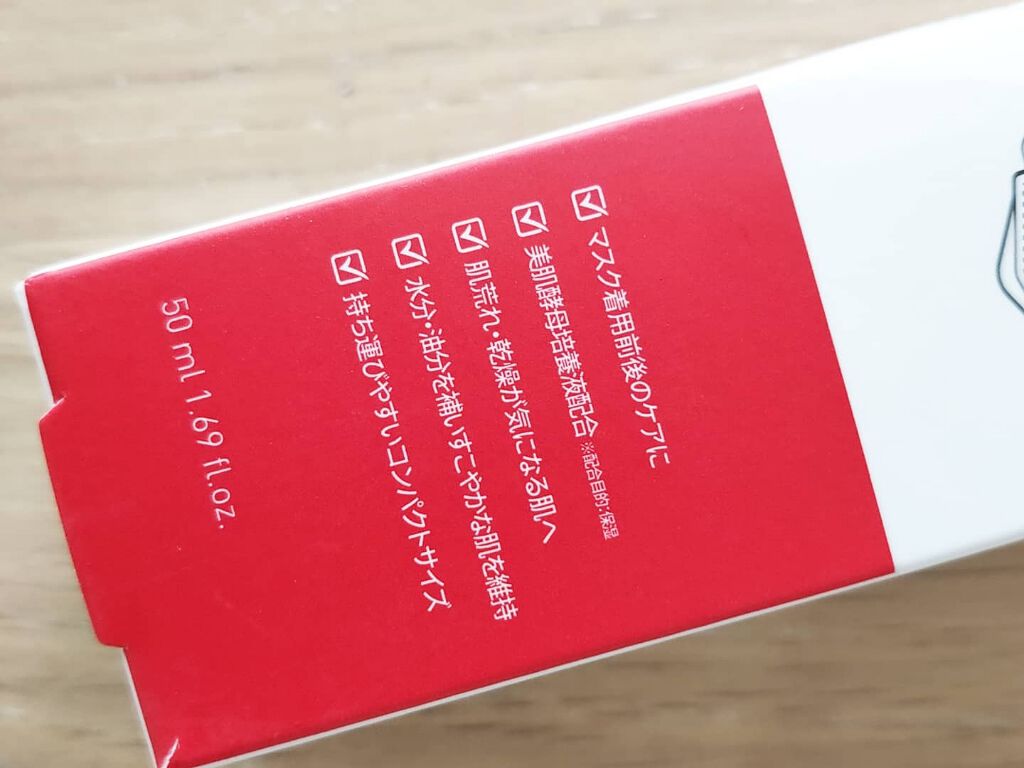 ☑ マスク着用前後のケアに
☑ 美肌酵母培養液配合 ※配合目的:保湿
☑ 肌荒れ・乾燥が気になる肌へ
☑ 水分・油分を補いすこやかな肌を維持
☑ 持ち運びやすいコンパクトサイズ
50 ml 1.69 fl.oz.